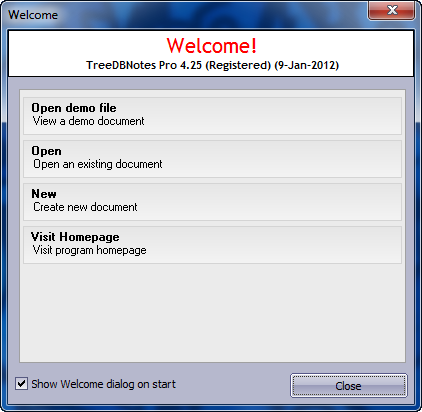 Welcome
Welcome!
TreeDBNotes Pro 4.25 (Registered) (9-Jan-2012)
Open demo file
View a demo document
Open
Open an existing document
New
Create new document
Visit Homepage
Visit program homepage
Show Welcome dialog on start
Close